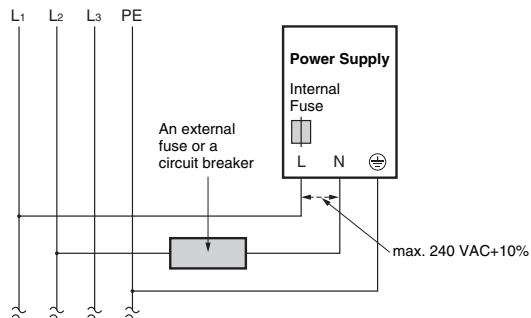 L1 L2 L3 PE
Power Supply
Internal
Fuse
An external
fuse or a
circuit breaker
L N
max. 240 VAC+10%